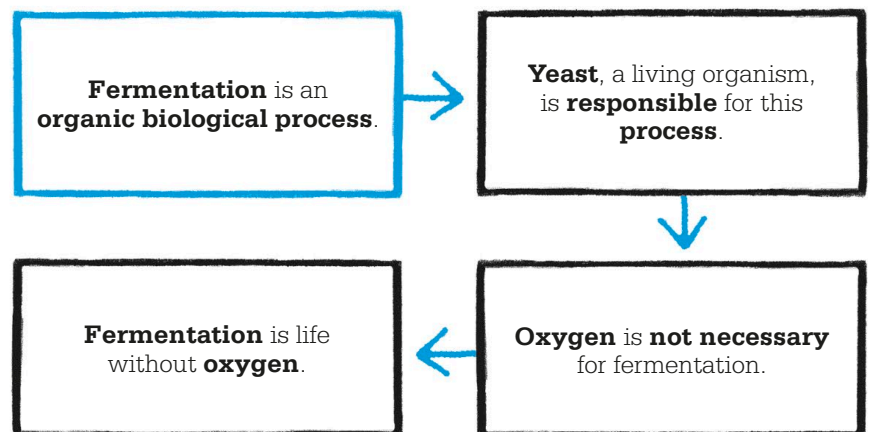 Fermentation is an
organic biological process.
Yeast, a living organism,
is responsible for this
process.
Oxygen is not necessary
for fermentation.
Fermentation is life
without oxygen.